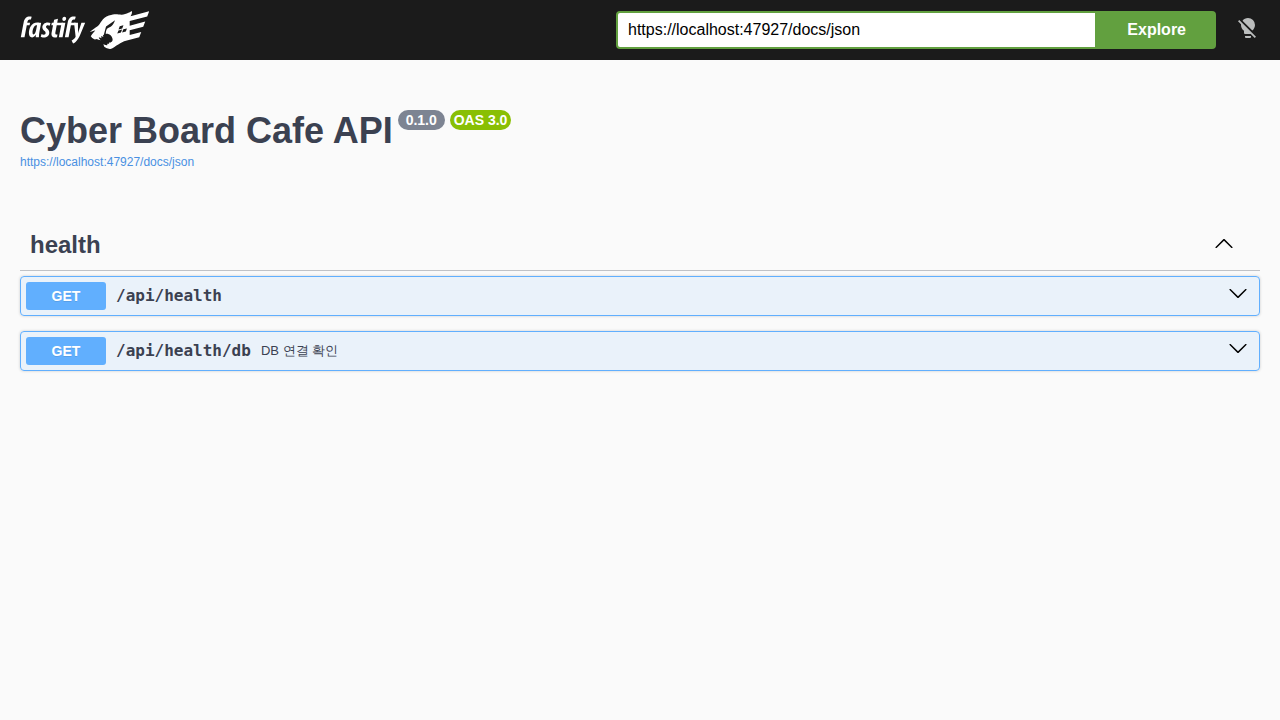 fastify
https://localhost:47927/docs/json
Explore
Cyber Board Cafe API 0.1.0 OAS 3.0
https://localhost:47927/docs/json
health
GET /api/health
GET /api/health/db DB 연결 확인